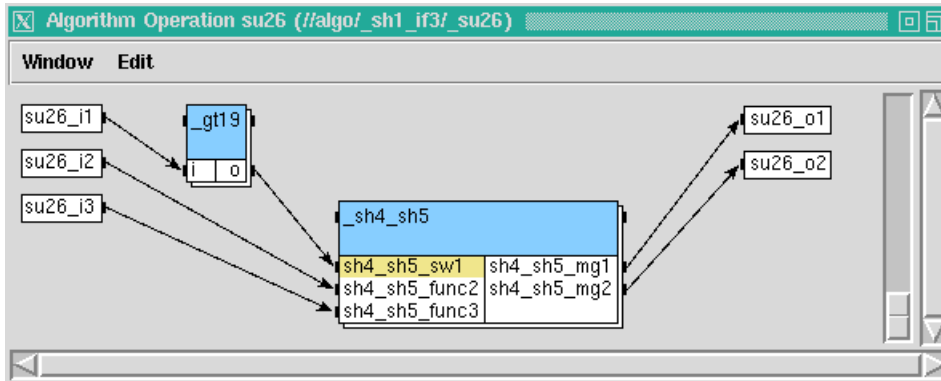 Algorithm Operation su26 (//algo/_sh1_if3/_su26)
Window Edit
su26_i1
su26_i2
su26_i3
_gt19
i o
_sh4_sh5
sh4_sh5_sw1 sh4_sh5_mg1
sh4_sh5_func2 sh4_sh5_mg2
sh4_sh5_func3
su26_o1
su26_o2